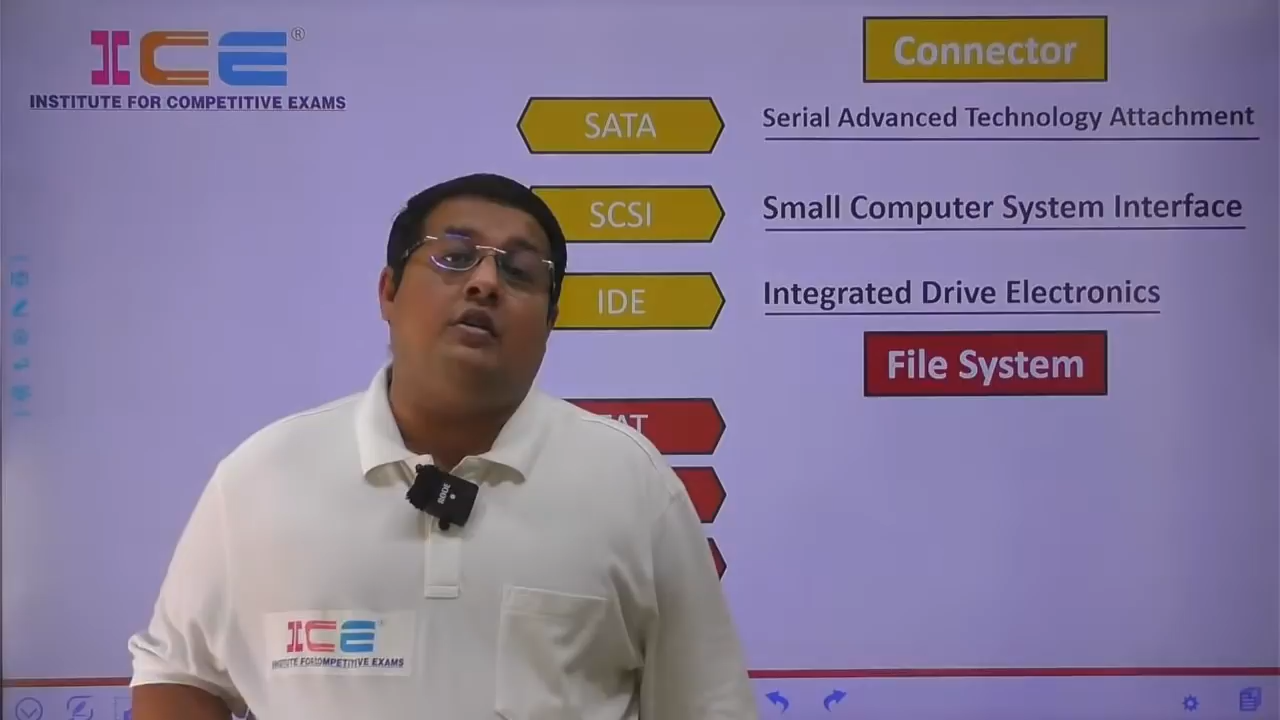 ICE®
INSTITUTE FOR COMPETITIVE EXAMS
Connector
SATA
Serial Advanced Technology Attachment
SCSI
Small Computer System Interface
IDE
Integrated Drive Electronics
File System
RODE
ICE
INSTITUTE FOR COMPETITIVE EXAMS